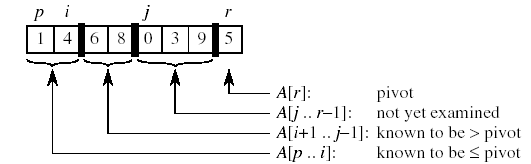 p i j r
1 4 6 8 0 3 9 5
A[r]: pivot
A[j .. r–1]: not yet examined
A[i+1 .. j–1]: known to be > pivot
A[p .. i]: known to be ≤ pivot